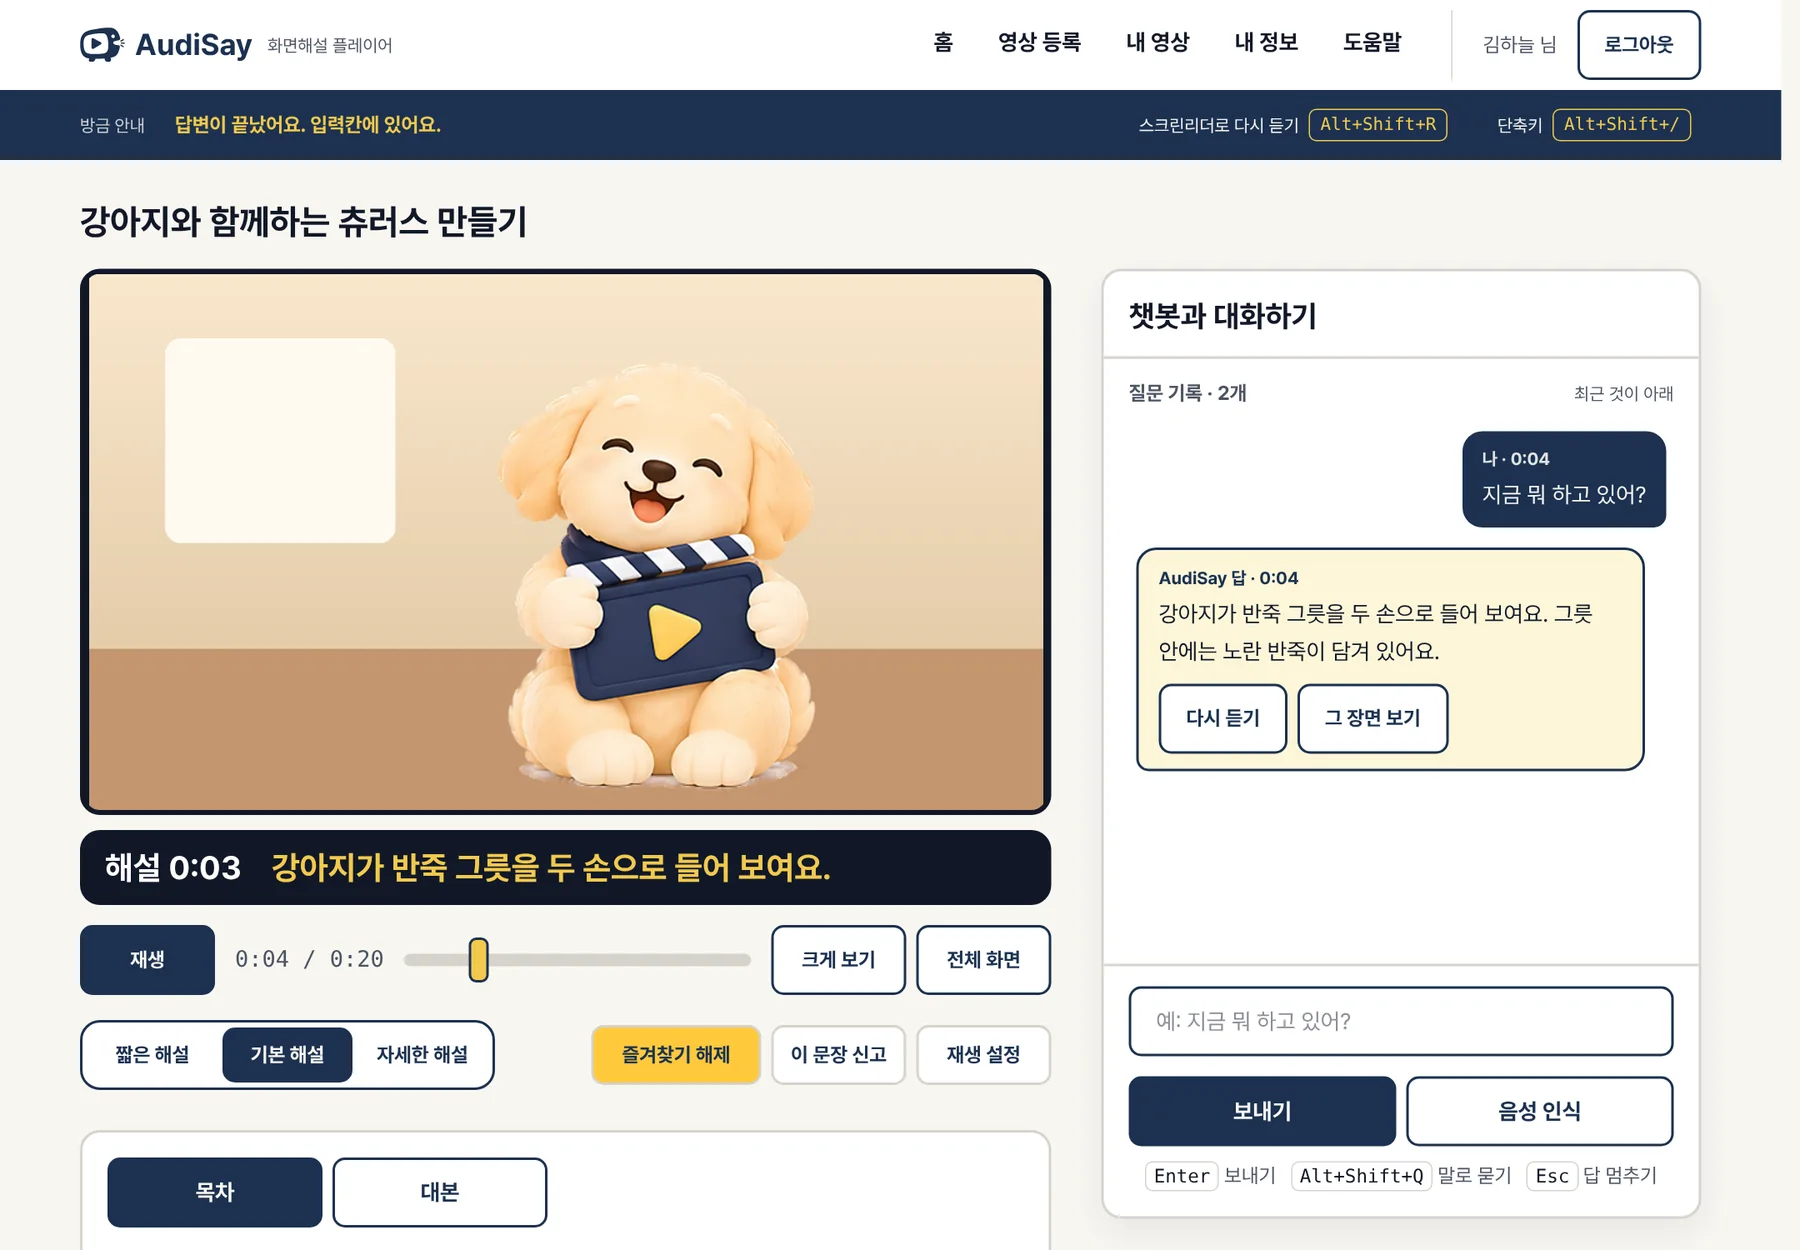 AudiSay 화면해설 플레이어
홈 영상 등록 내 영상 내 정보 도움말 김하늘 님 로그아웃
방금 안내 답변이 끝났어요. 입력칸에 있어요. 스크린리더로 다시 듣기 Alt+Shift+R 단축키 Alt+Shift+/
강아지와 함께하는 츄러스 만들기
해설 0:03 강아지가 반죽 그릇을 두 손으로 들어 보여요.
재생 0:04 / 0:20 크게 보기 전체 화면
짧은 해설 기본 해설 자세한 해설 즐겨찾기 해제 이 문장 신고 재생 설정
목차 대본
챗봇과 대화하기
질문 기록 · 2개 최근 것이 아래
나 · 0:04
지금 뭐 하고 있어?
AudiSay 답 · 0:04
강아지가 반죽 그릇을 두 손으로 들어 보여요. 그릇
안에는 노란 반죽이 담겨 있어요.
다시 듣기 그 장면 보기
예: 지금 뭐 하고 있어?
보내기 음성 인식
Enter 보내기 Alt+Shift+Q 말로 묻기 Esc 답 멈추기